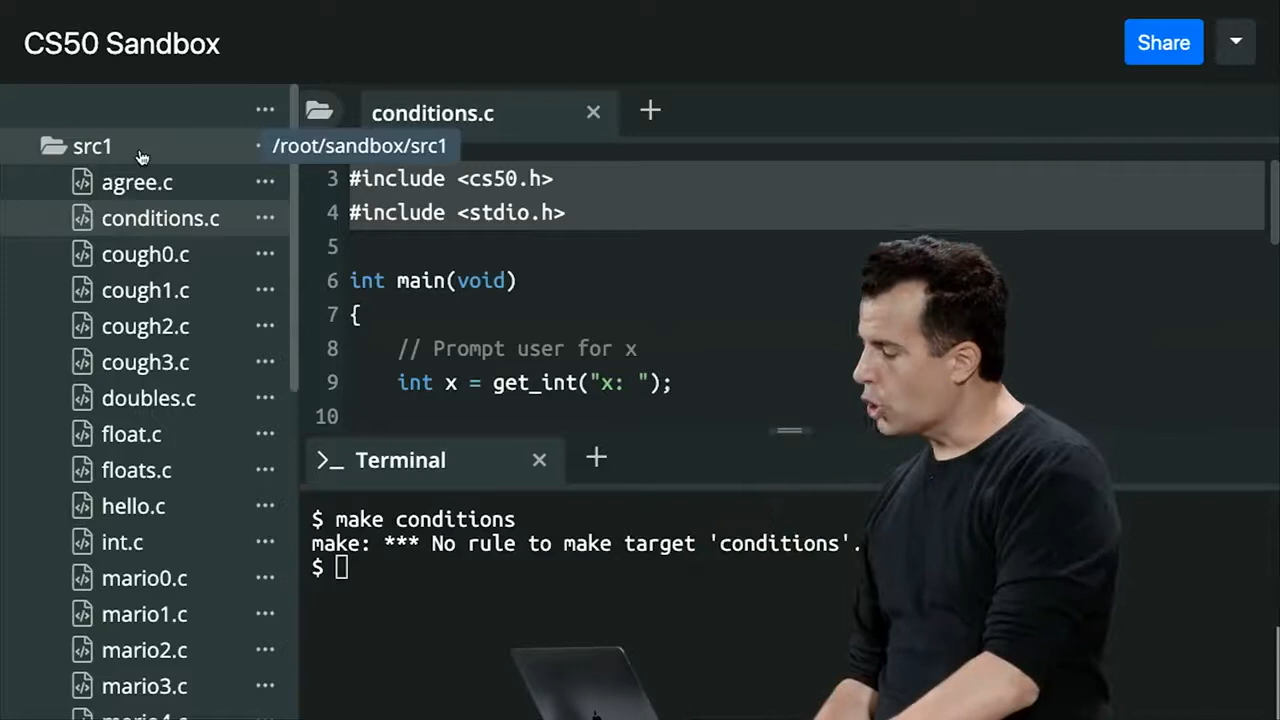 CS50 Sandbox
Share
src1
/root/sandbox/src1
agree.c
conditions.c
cough0.c
cough1.c
cough2.c
cough3.c
doubles.c
float.c
floats.c
hello.c
int.c
mario0.c
mario1.c
mario2.c
mario3.c
mario4.c
conditions.c
3 #include <cs50.h>
4 #include <stdio.h>
5
6 int main(void)
7 {
8 // Prompt user for x
9 int x = get_int("x: ");
10
>_ Terminal
$ make conditions
make: *** No rule to make target 'conditions'.
$